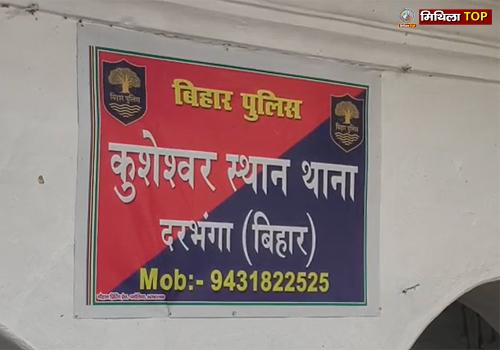 मिथिला TOP
बिहार पुलिस
बिहार पुलिस
बिहार पुलिस
कुशेश्वर स्थान थाना
दरभंगा (बिहार)
Mob:- 9431822525